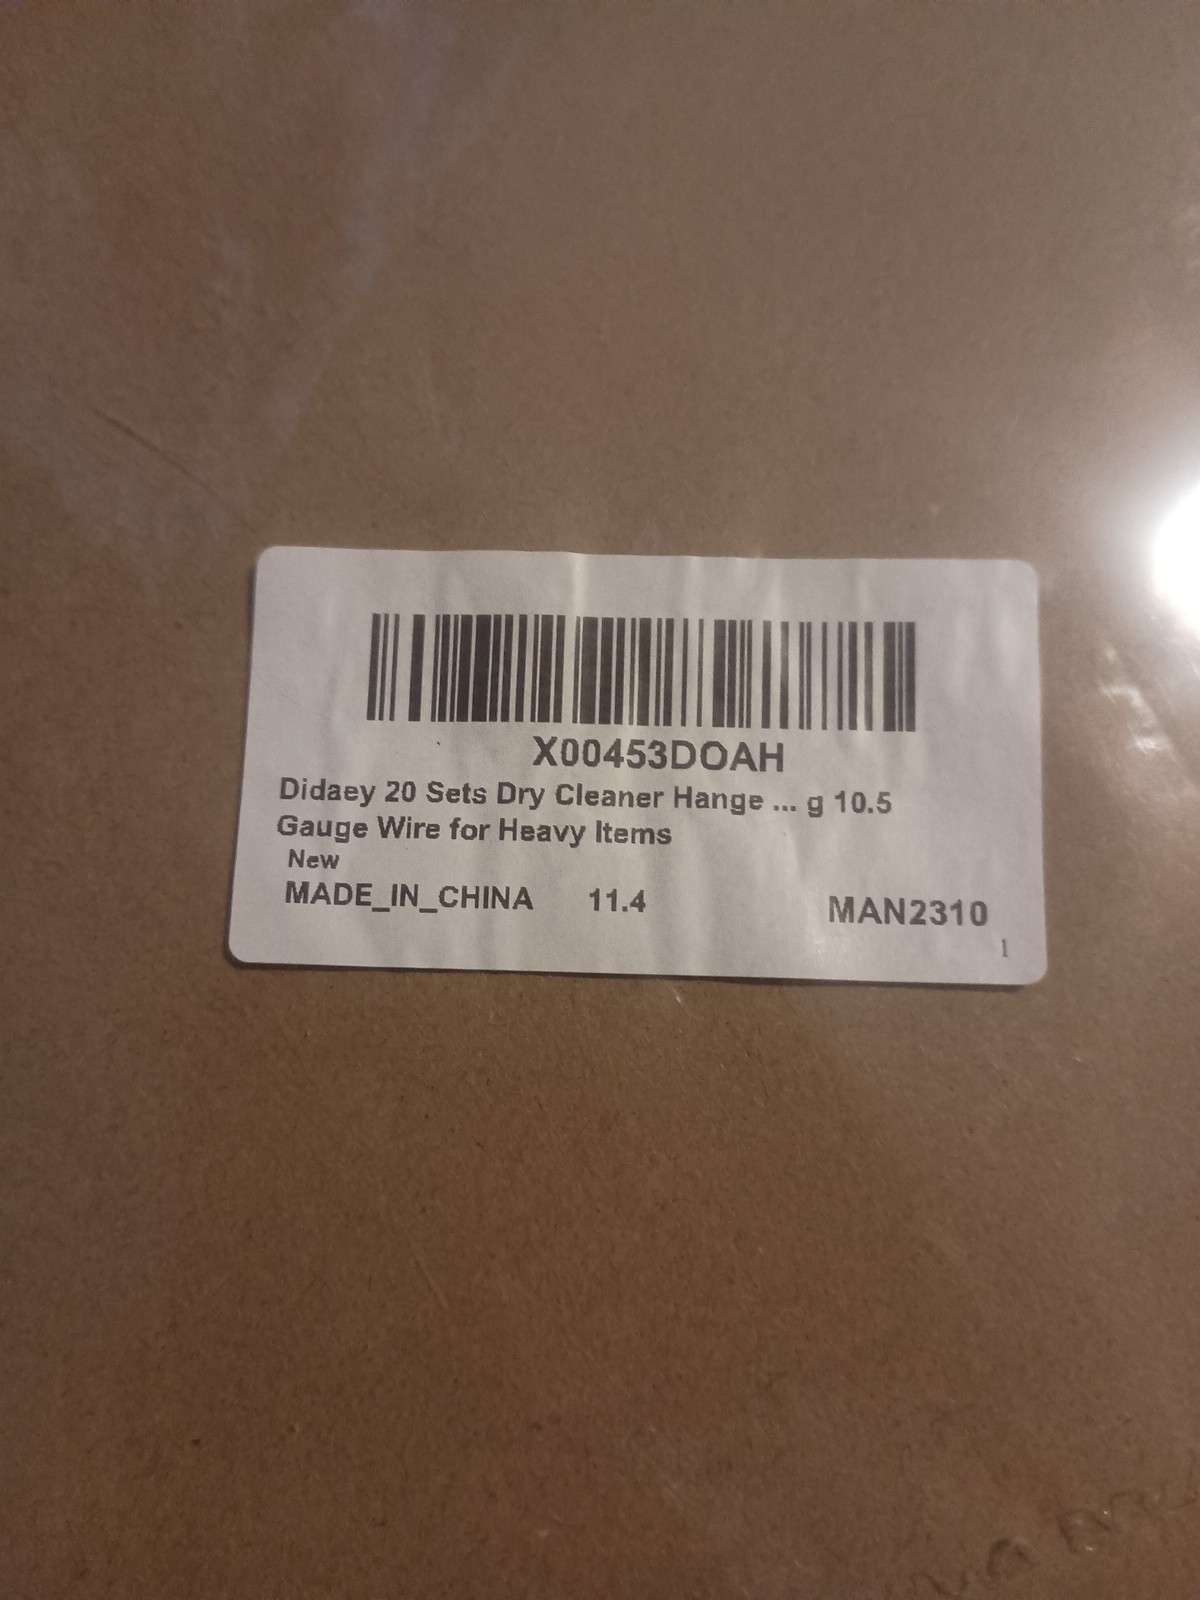 X00453DOAH
Didaey 20 Sets Dry Cleaner Hange ... g 10.5
Gauge Wire for Heavy Items
New
MADE_IN_CHINA 11.4 MAN2310
1